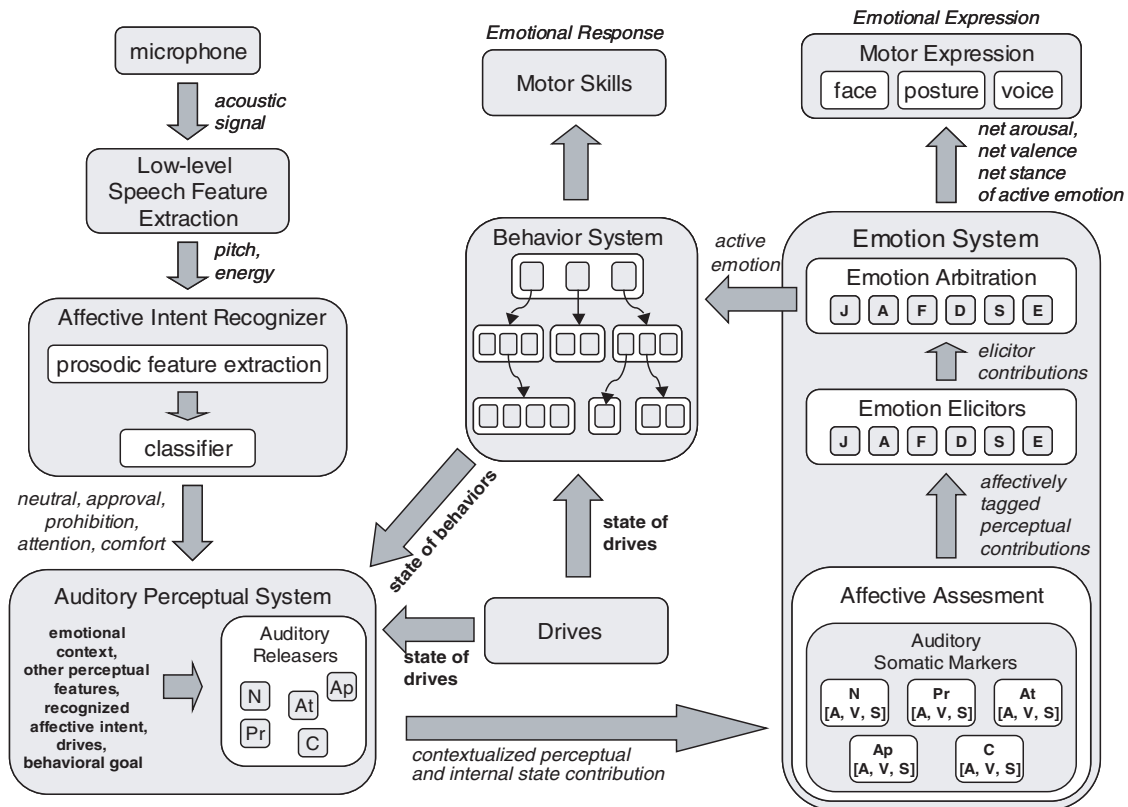 microphone
acoustic
signal
Low-level
Speech Feature
Extraction
pitch,
energy
Affective Intent Recognizer
prosodic feature extraction
classifier
neutral, approval,
prohibition,
attention, comfort
Auditory Perceptual System
emotional
context,
other perceptual
features,
recognized
affective intent,
drives,
behavioral goal
Auditory
Releasers
N
At
Ap
Pr
C
Emotional Response
Motor Skills
Behavior System
state of behaviors
state of
drives
Drives
state of
drives
contextualized perceptual
and internal state contribution
active
emotion
Emotional Expression
Motor Expression
face posture voice
net arousal,
net valence
net stance
of active emotion
Emotion System
Emotion Arbitration
J A F D S E
elicitor
contributions
Emotion Elicitors
J A F D S E
affectively
tagged
perceptual
contributions
Affective Assesment
Auditory
Somatic Markers
N
[A, V, S]
Pr
[A, V, S]
At
[A, V, S]
Ap
[A, V, S]
C
[A, V, S]